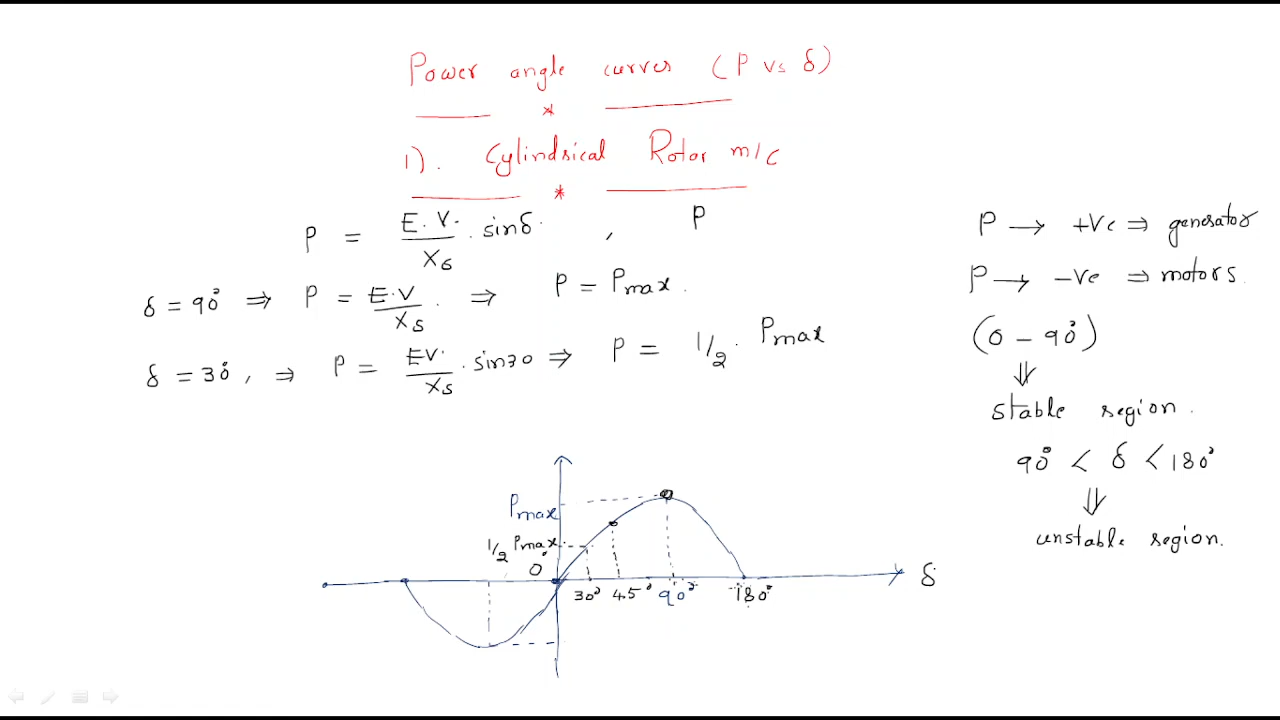 Power angle curves (P vs δ)
1). Cylindrical Rotor m/c
P = E.V. / Xs . sinδ , P
δ = 90° ⇒ P = E.V / Xs . ⇒ P = Pmax .
δ = 30°, ⇒ P = EV. / Xs . sin30 ⇒ P = 1/2 . Pmax
P → +Ve ⇒ generator
P → -Ve ⇒ motors
(0 - 90°)
⇓
stable region.
90° < δ < 180°
⇓
unstable region.
Pmax
1/2 Pmax
0°
30° 45° 90° 180°
δ